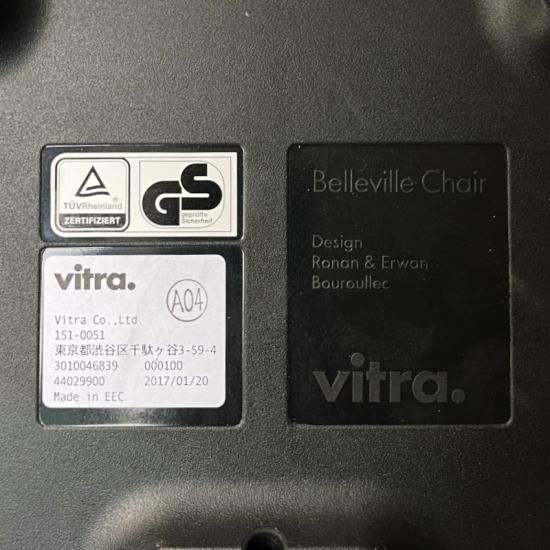 TÜVRheinland®
ZERTIFIZIERT
GS
geprüfte
Sicherheit
vitra.
A04
Vitra Co.,Ltd.
151-0051
東京都渋谷区千駄ヶ谷3-59-4
3010046839 000100
44029900 2017/01/20
Made in EEC
Belleville Chair
Design
Ronan & Erwan
Bouroullec
vitra.